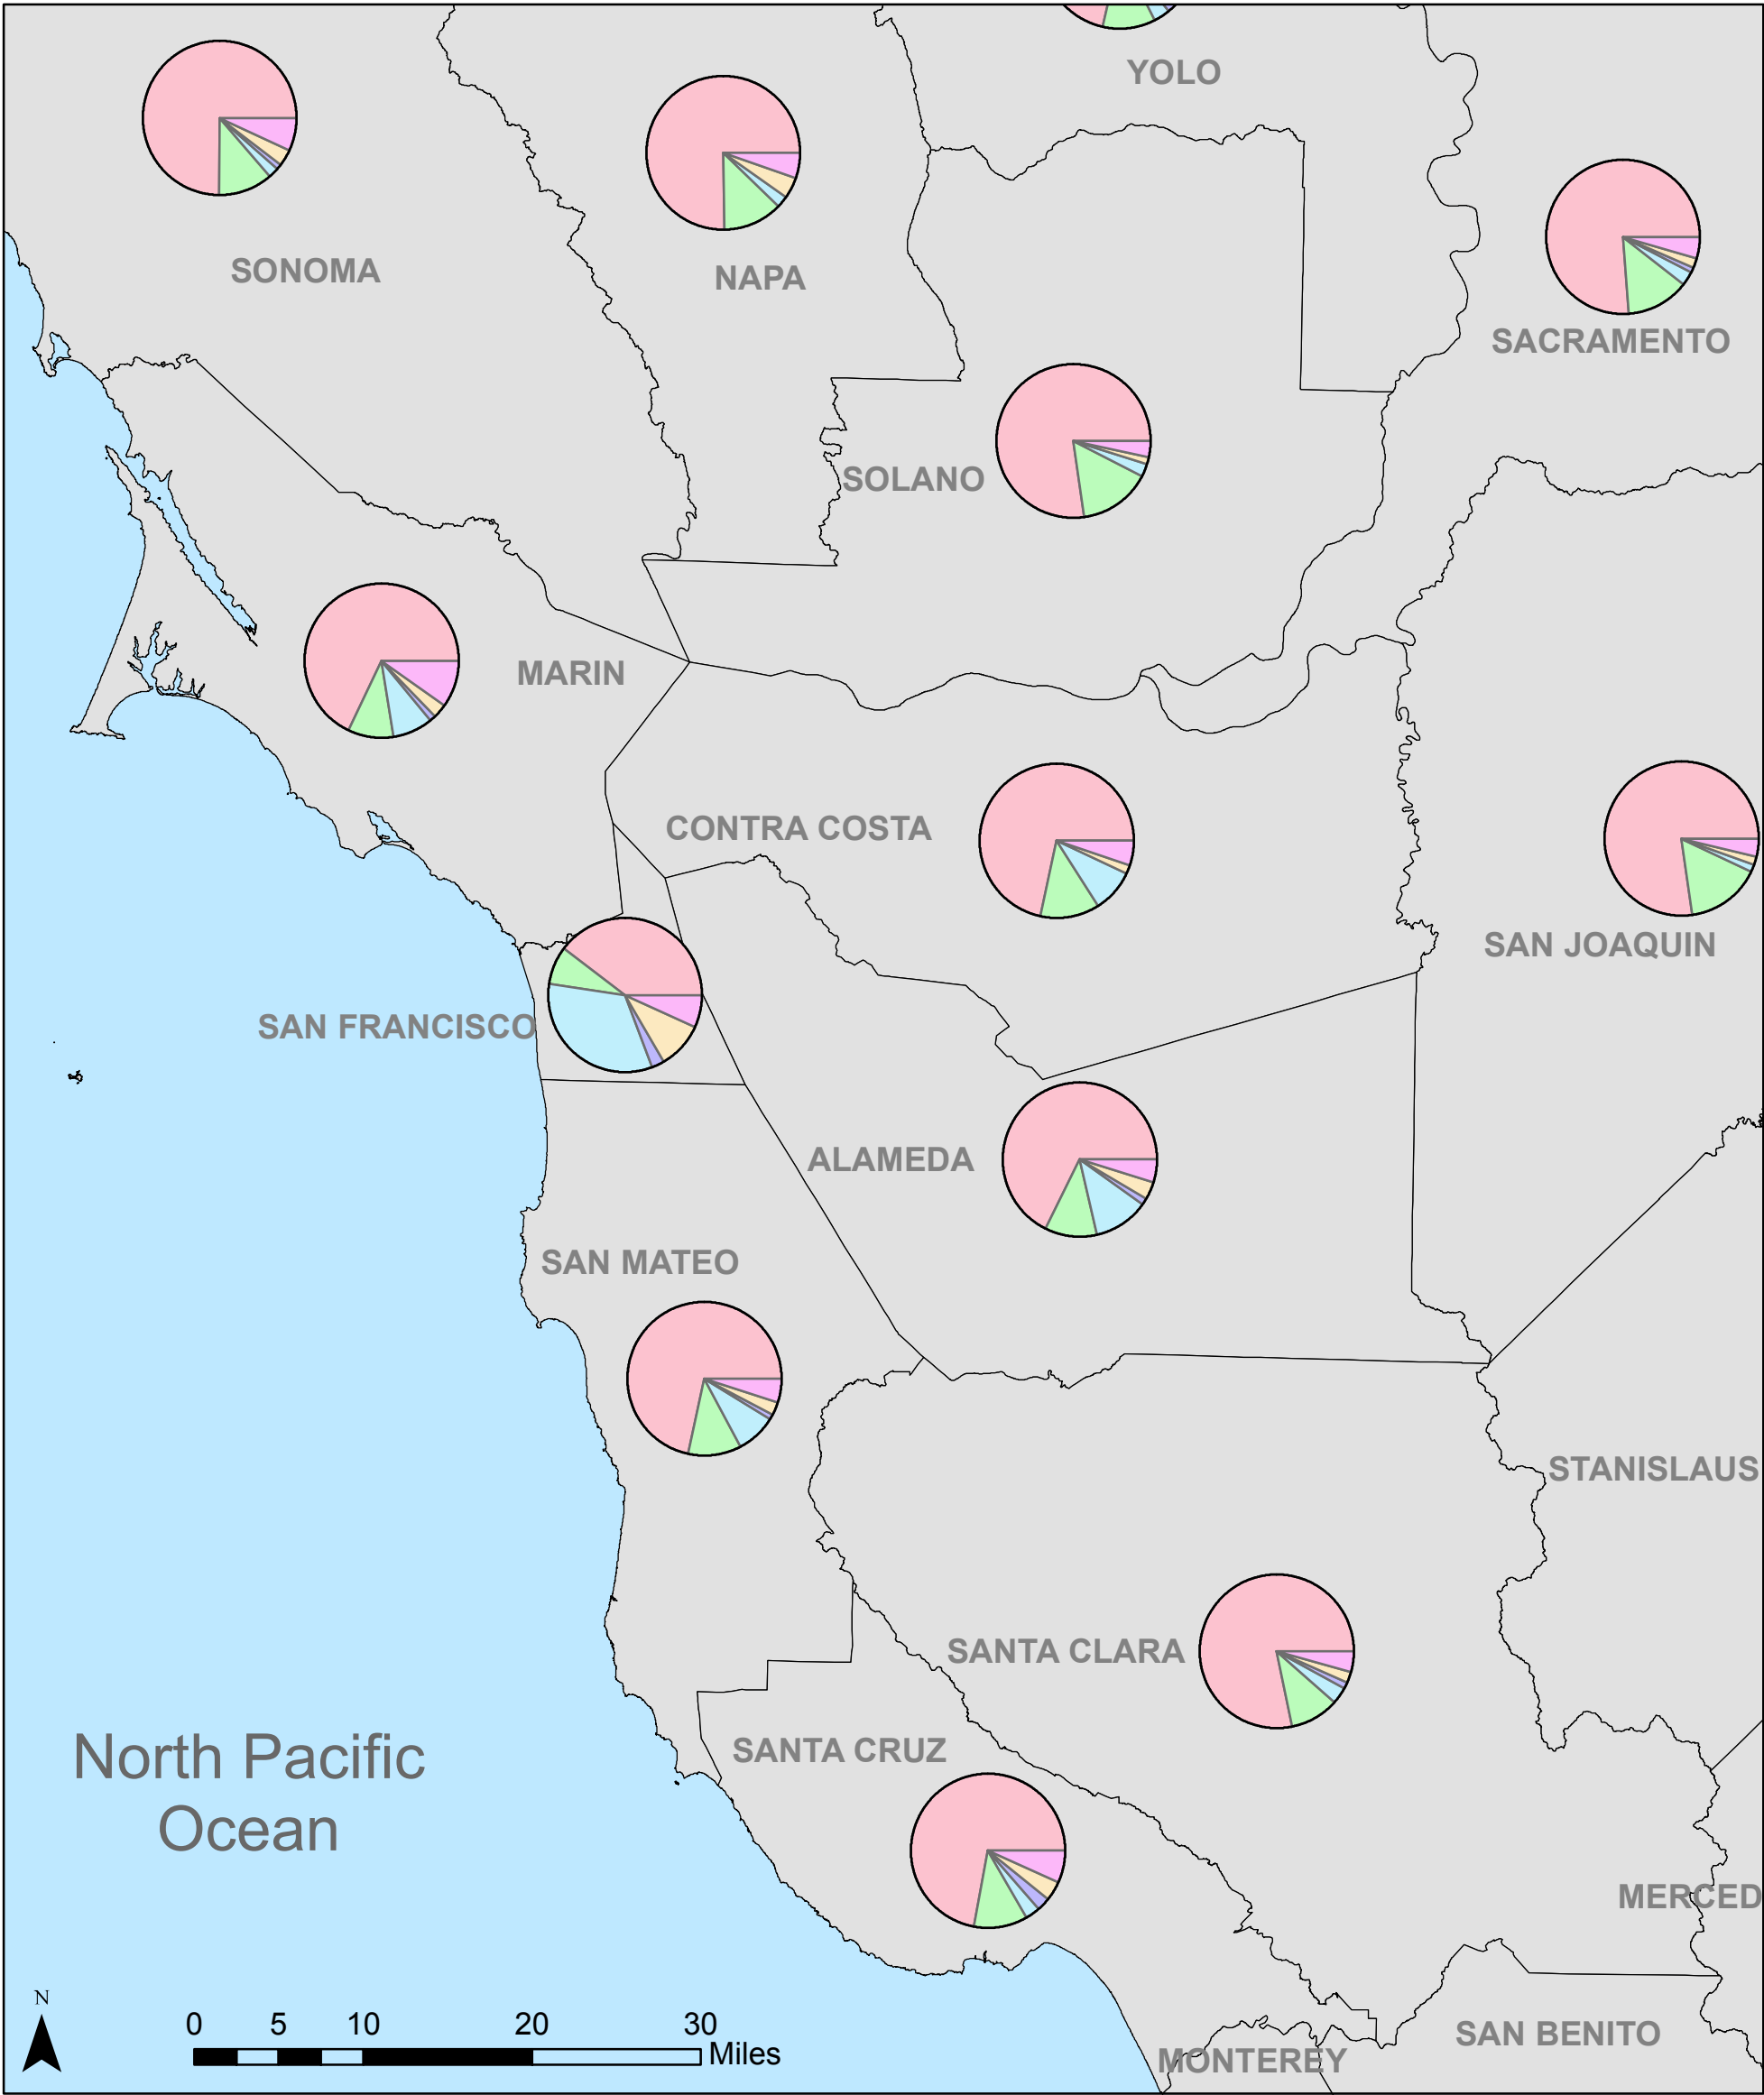 YOLO
SONOMA
NAPA
SACRAMENTO
SOLANO
MARIN
CONTRA COSTA
SAN JOAQUIN
SAN FRANCISCO
ALAMEDA
SAN MATEO
STANISLAUS
SANTA CLARA
SANTA CRUZ
North Pacific
Ocean
MERCED
N
0 5 10 20 30
Miles
SAN BENITO
MONTEREY